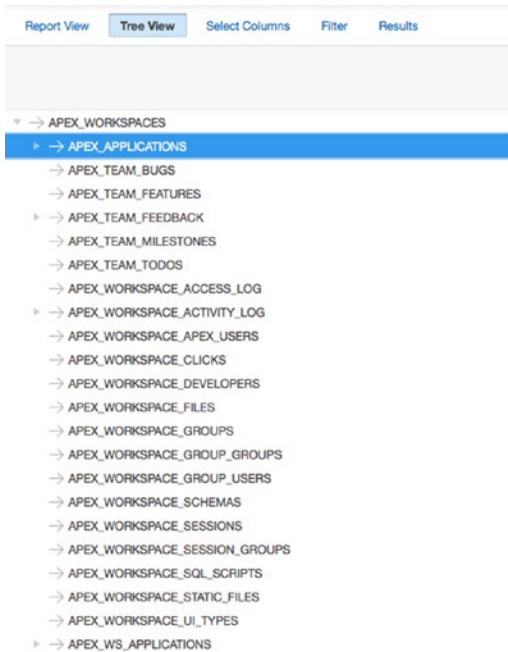 Report View Tree View Select Columns Filter Results
APEX_WORKSPACES
APEX_APPLICATIONS
APEX_TEAM_BUGS
APEX_TEAM_FEATURES
APEX_TEAM_FEEDBACK
APEX_TEAM_MILESTONES
APEX_TEAM_TODOS
APEX_WORKSPACE_ACCESS_LOG
APEX_WORKSPACE_ACTIVITY_LOG
APEX_WORKSPACE_APEX_USERS
APEX_WORKSPACE_CLICKS
APEX_WORKSPACE_DEVELOPERS
APEX_WORKSPACE_FILES
APEX_WORKSPACE_GROUPS
APEX_WORKSPACE_GROUP_GROUPS
APEX_WORKSPACE_GROUP_USERS
APEX_WORKSPACE_SCHEMAS
APEX_WORKSPACE_SESSIONS
APEX_WORKSPACE_SESSION_GROUPS
APEX_WORKSPACE_SQL_SCRIPTS
APEX_WORKSPACE_STATIC_FILES
APEX_WORKSPACE_UI_TYPES
APEX_WS_APPLICATIONS